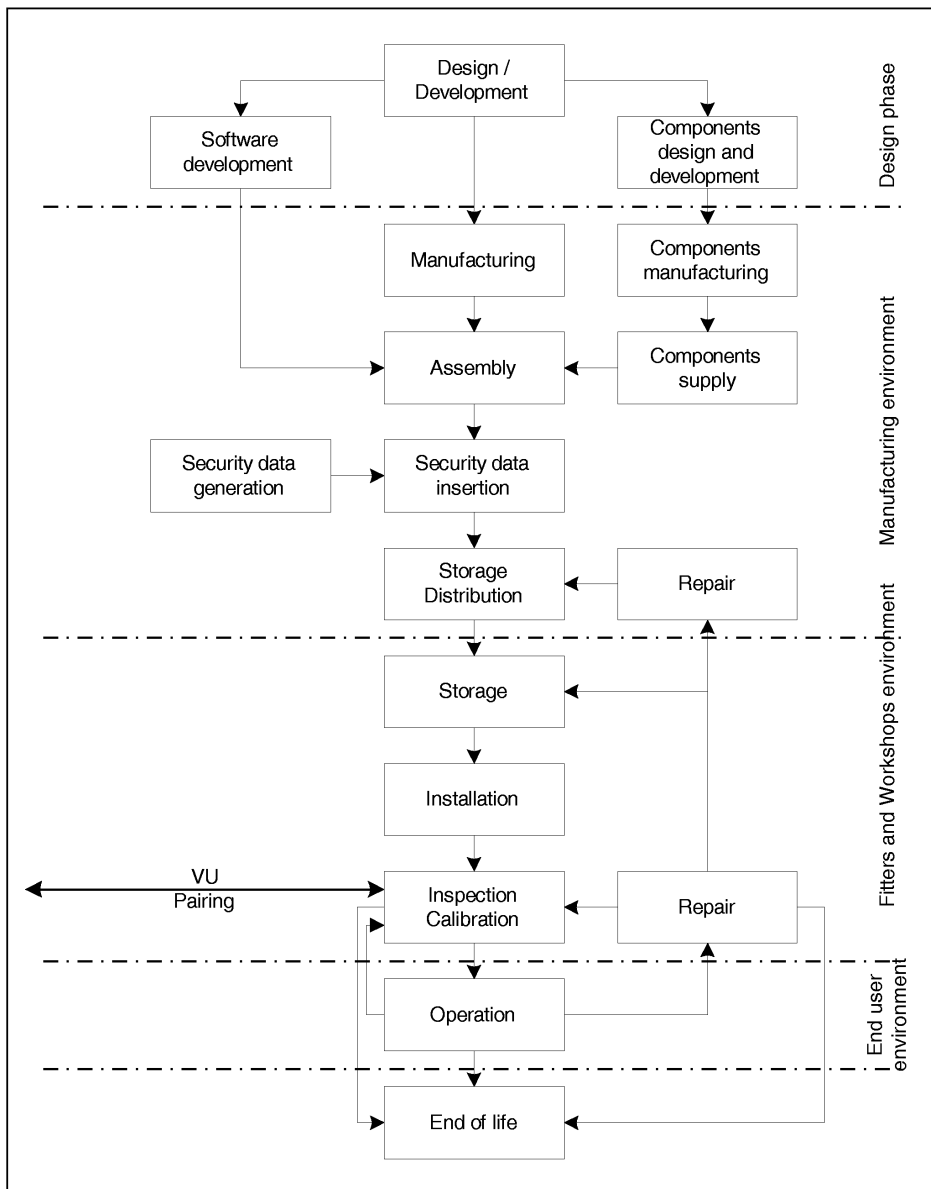 Design /
Development
Software
development
Components
design and
development
Design phase
Manufacturing
Components
manufacturing
Assembly
Components
supply
Manufacturing environment
Security data
generation
Security data
insertion
Storage
Distribution
Repair
Storage
Installation
Fitters and Workshops environment
VU
Pairing
Inspection
Calibration
Repair
Operation
End user
environment
End of life